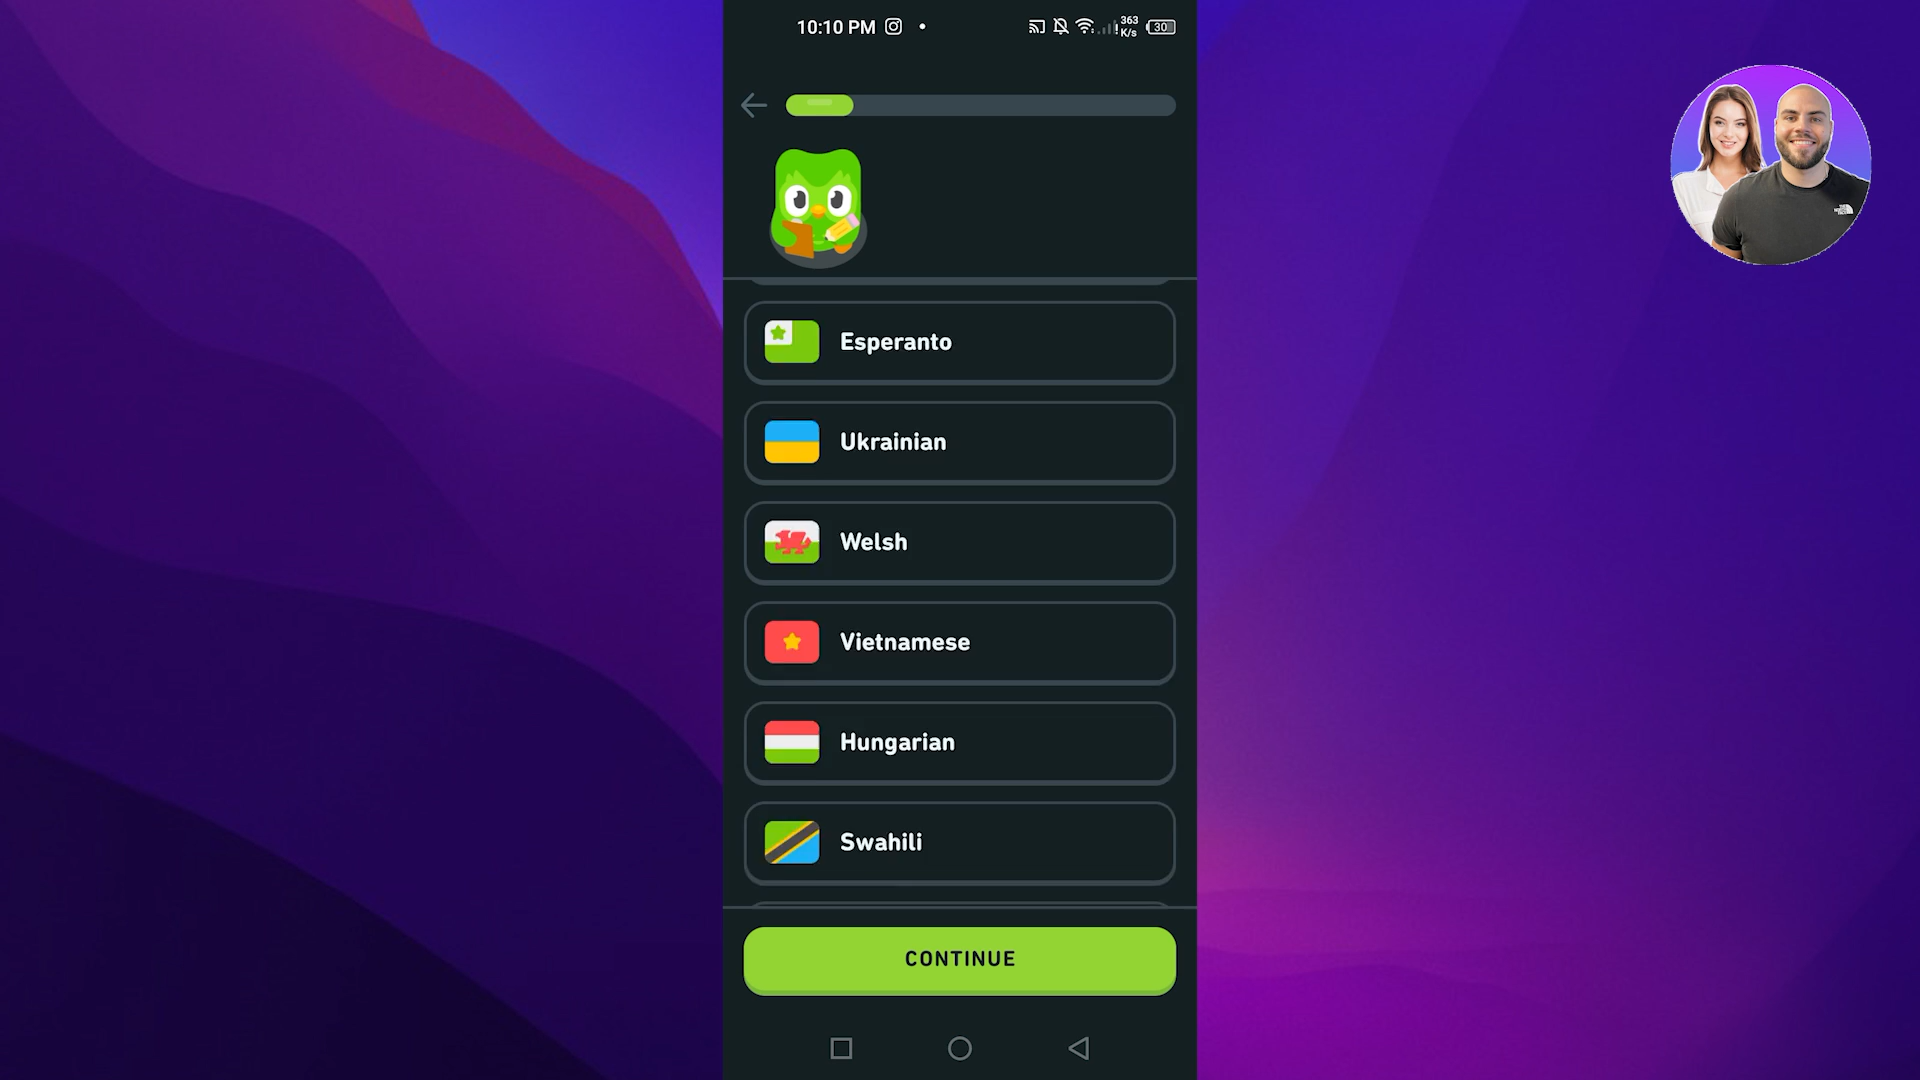 10:10 PM
363
K/s
30
Esperanto
Ukrainian
Welsh
Vietnamese
Hungarian
Swahili
CONTINUE